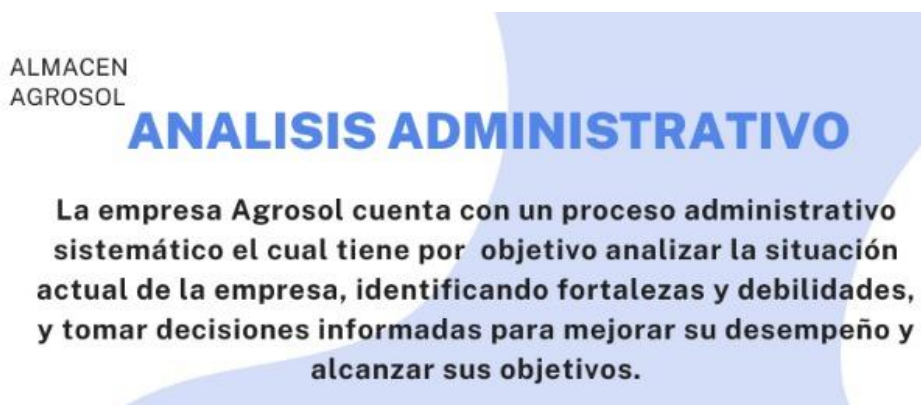 ALMACEN
AGROSOL
ANALISIS ADMINISTRATIVO
La empresa Agrosol cuenta con un proceso administrativo
sistemático el cual tiene por  objetivo analizar la situación
actual de la empresa, identificando fortalezas y debilidades,
y tomar decisiones informadas para mejorar su desempeño y
alcanzar sus objetivos.